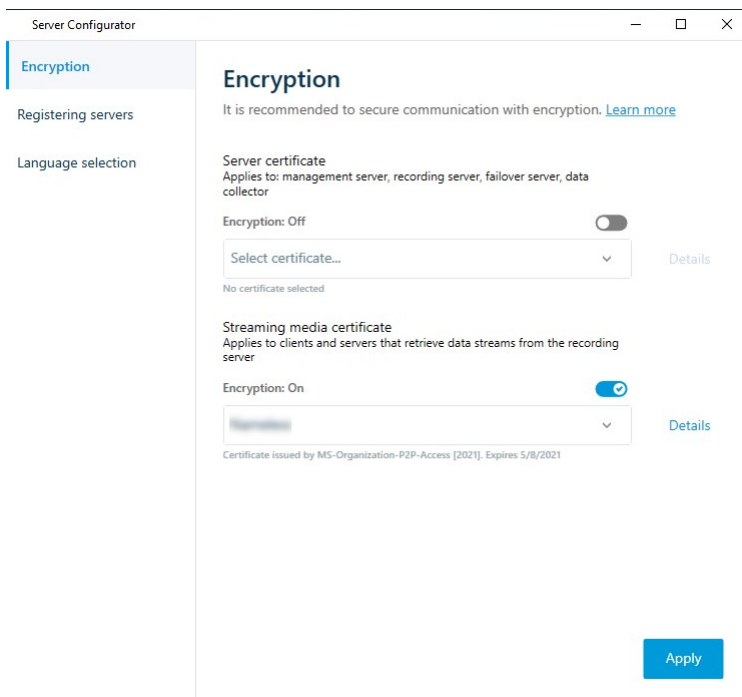 Server Configurator
Encryption
Registering servers
Language selection
Encryption
It is recommended to secure communication with encryption. Learn more
Server certificate
Applies to: management server, recording server, failover server, data
collector
Encryption: Off
Select certificate...
Details
No certificate selected
Streaming media certificate
Applies to clients and servers that retrieve data streams from the recording
server
Encryption: On
Details
Certificate issued by MS-Organization-P2P-Access [2021]. Expires 5/8/2021
Apply